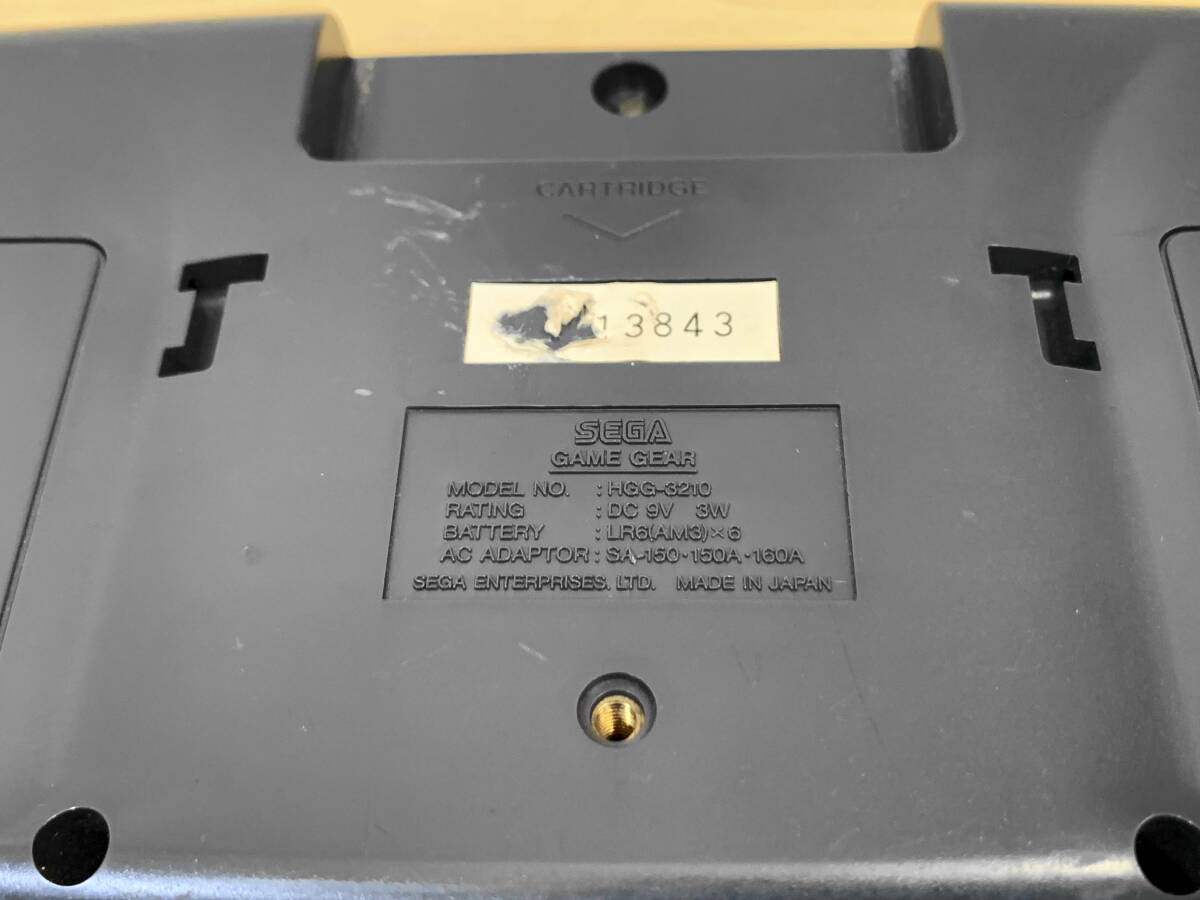 CARTRIDGE
13843
SEGA
GAME GEAR
MODEL NO. : HGG-3210
RATING : DC 9V 3W
BATTERY : LR6(AM3)×6
AC ADAPTOR : SA-150・150A・160A
SEGA ENTERPRISES, LTD. MADE IN JAPAN